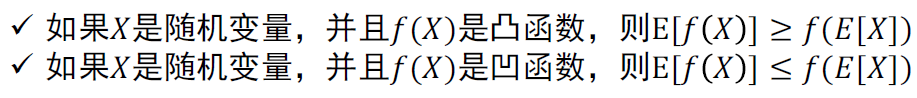 ✓ 如果X是随机变量，并且f(X)是凸函数，则E[f(X)] ≥ f(E[X])
✓ 如果X是随机变量，并且f(X)是凹函数，则E[f(X)] ≤ f(E[X])